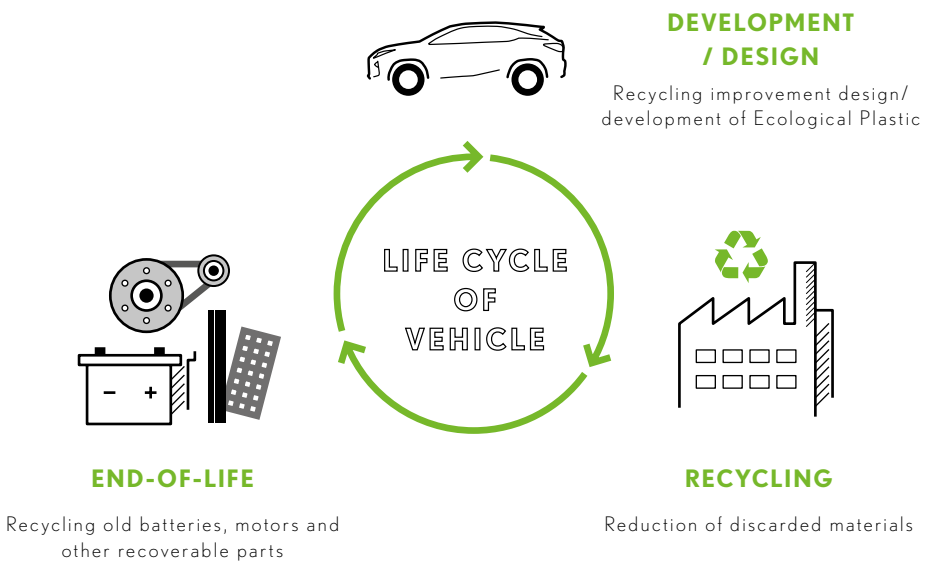 DEVELOPMENT
/ DESIGN
Recycling improvement design/
development of Ecological Plastic
LIFE CYCLE
OF
VEHICLE
END-OF-LIFE
Recycling old batteries, motors and
other recoverable parts
RECYCLING
Reduction of discarded materials